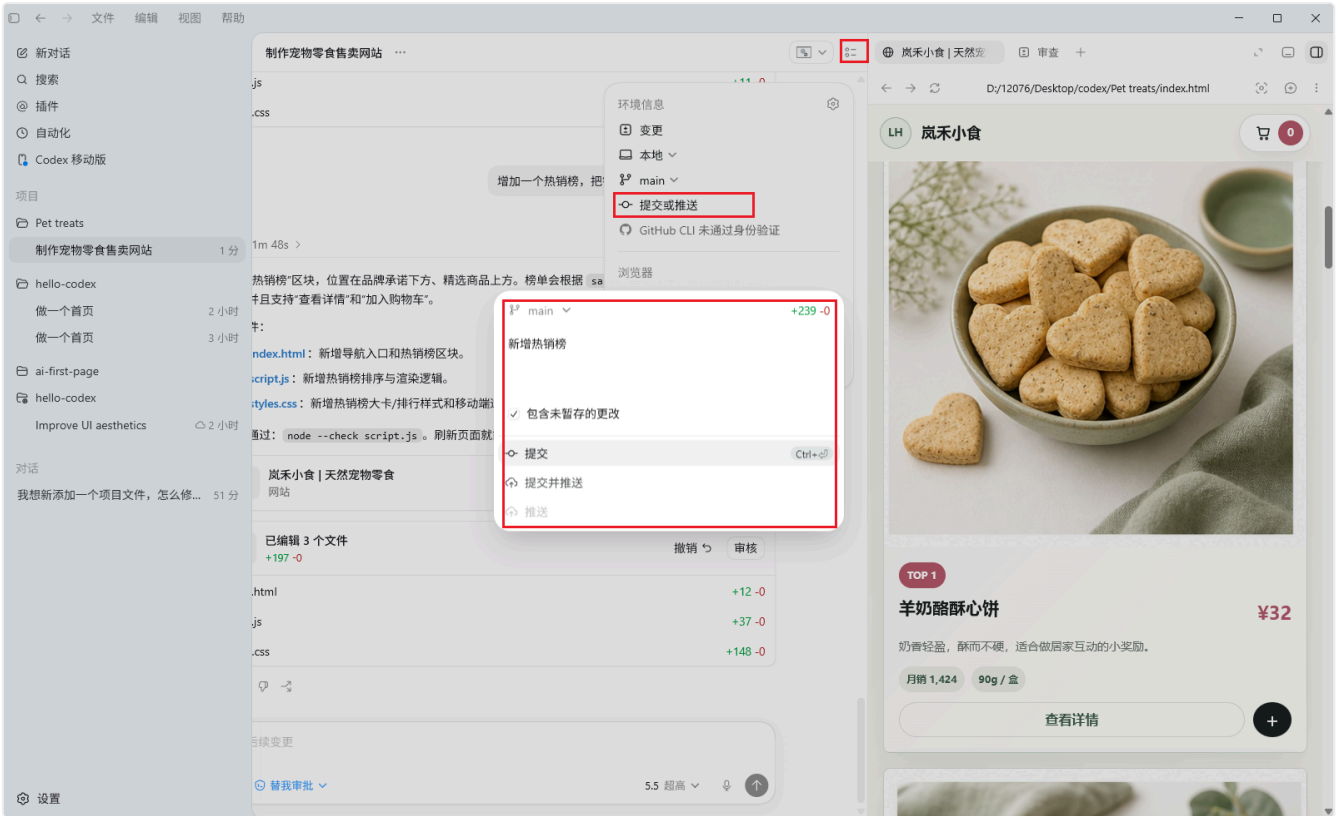 文件 编辑 视图 帮助
新对话
搜索
插件
自动化
Codex 移动版
项目
Pet treats
制作宠物零食售卖网站 1 分
hello-codex
做一个首页 2 小时
做一个首页 3 小时
ai-first-page
hello-codex
Improve UI aesthetics 2 小时
对话
我想新添加一个项目文件，怎么修... 51 分
设置
制作宠物零食售卖网站 ...
.js +11 -0
.css
增加一个热销榜，把
1m 48s
热销榜”区块，位置在品牌承诺下方、精选商品上方。榜单会根据 sa
并且支持“查看详情”和“加入购物车”。
件：
index.html：新增导航入口和热销榜区块。
script.js：新增热销榜排序与渲染逻辑。
styles.css：新增热销榜大卡/排行样式和移动端
通过：node --check script.js。刷新页面就
岚禾小食 | 天然宠物零食
网站
已编辑 3 个文件
+197 -0
撤销 审核
.html +12 -0
.js +37 -0
.css +148 -0
后续变更
替我审批 5.5 超高
环境信息
变更
本地
main
提交或推送
GitHub CLI 未通过身份验证
浏览器
main +239 -0
新增热销榜
包含未暂存的更改
提交 Ctrl+⏎
提交并推送
推送
岚禾小食 | 天然宠 审查
D:/12076/Desktop/codex/Pet treats/index.html
LH 岚禾小食 0
TOP 1
羊奶酪酥心饼 ¥32
奶香轻盈，酥而不硬，适合做居家互动的小奖励。
月销 1,424 90g / 盒
查看详情 +